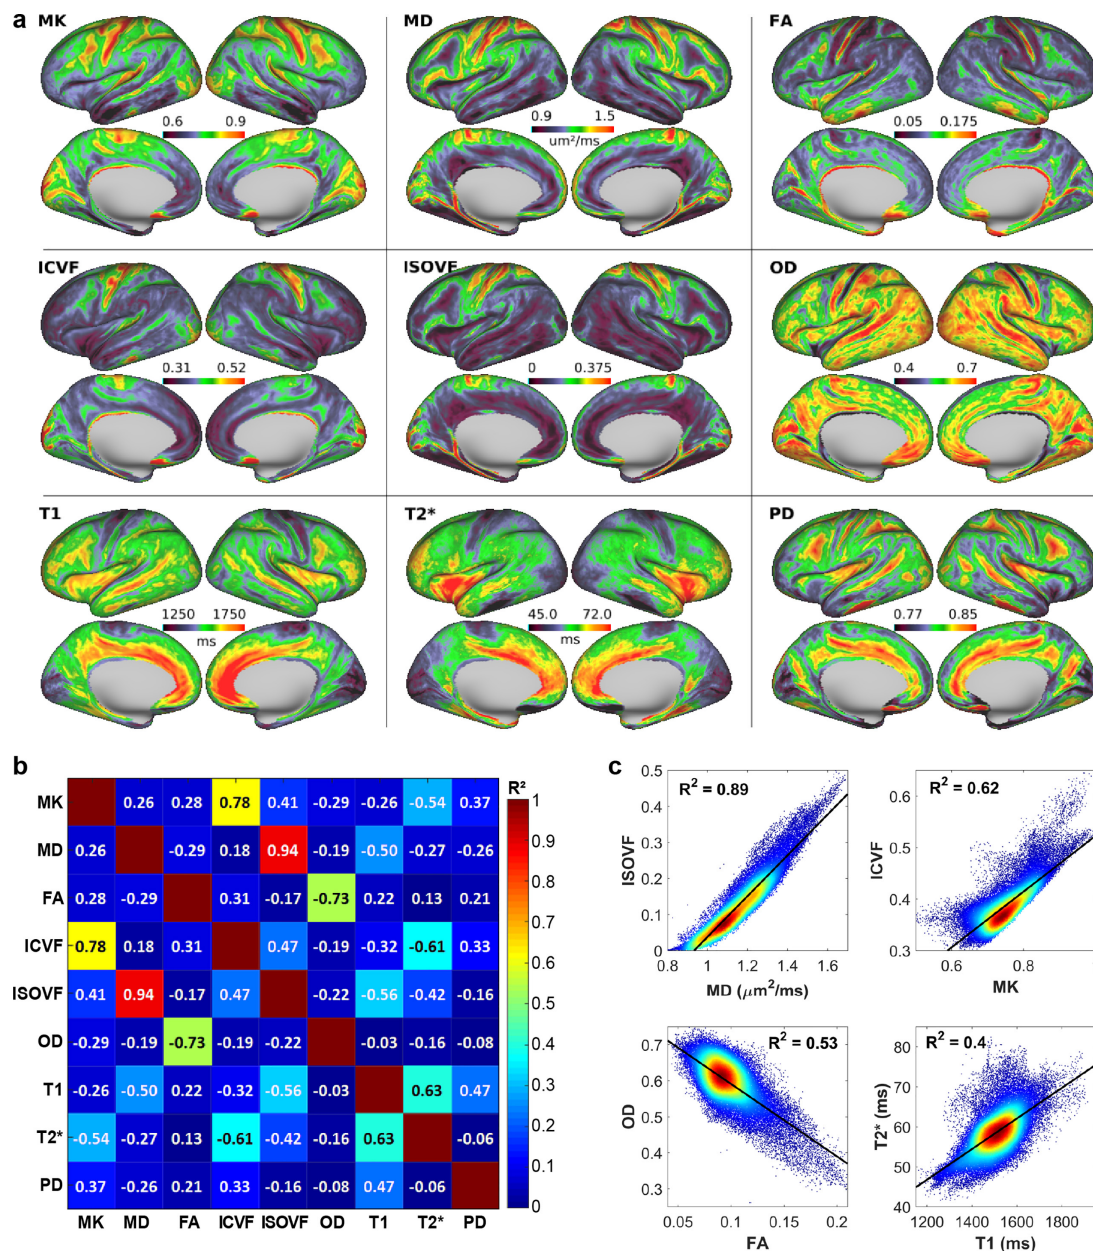 a MK MD FA
0.6 0.9
0.9 1.5
um²/ms
0.05 0.175
ICVF ISOVF OD
0.31 0.52
0 0.375
0.4 0.7
T1 T2* PD
1250 1750
ms
45.0 72.0
ms
0.77 0.85
b
R²
MK 0.26 0.28 0.78 0.41 -0.29 -0.26 -0.54 0.37
MD 0.26 -0.29 0.18 0.94 -0.19 -0.50 -0.27 -0.26
FA 0.28 -0.29 0.31 -0.17 -0.73 0.22 0.13 0.21
ICVF 0.78 0.18 0.31 0.47 -0.19 -0.32 -0.61 0.33
ISOVF 0.41 0.94 -0.17 0.47 -0.22 -0.56 -0.42 -0.16
OD -0.29 -0.19 -0.73 -0.19 -0.22 -0.03 -0.16 -0.08
T1 -0.26 -0.50 0.22 -0.32 -0.56 -0.03 0.63 0.47
T2* -0.54 -0.27 0.13 -0.61 -0.42 -0.16 0.63 -0.06
PD 0.37 -0.26 0.21 0.33 -0.16 -0.08 0.47 -0.06
MK MD FA ICVF ISOVF OD T1 T2* PD
1
0.9
0.8
0.7
0.6
0.5
0.4
0.3
0.2
0.1
0
c
R² = 0.89
ISOVF
0.5
0.4
0.3
0.2
0.1
0
0.8 1 1.2 1.4 1.6
MD (μm²/ms)
R² = 0.62
ICVF
0.6
0.5
0.4
0.3
0.6 0.8 1
MK
R² = 0.53
OD
0.7
0.6
0.5
0.4
0.3
0.05 0.1 0.15 0.2
FA
R² = 0.4
T2* (ms)
80
70
60
50
40
1200 1400 1600 1800
T1 (ms)